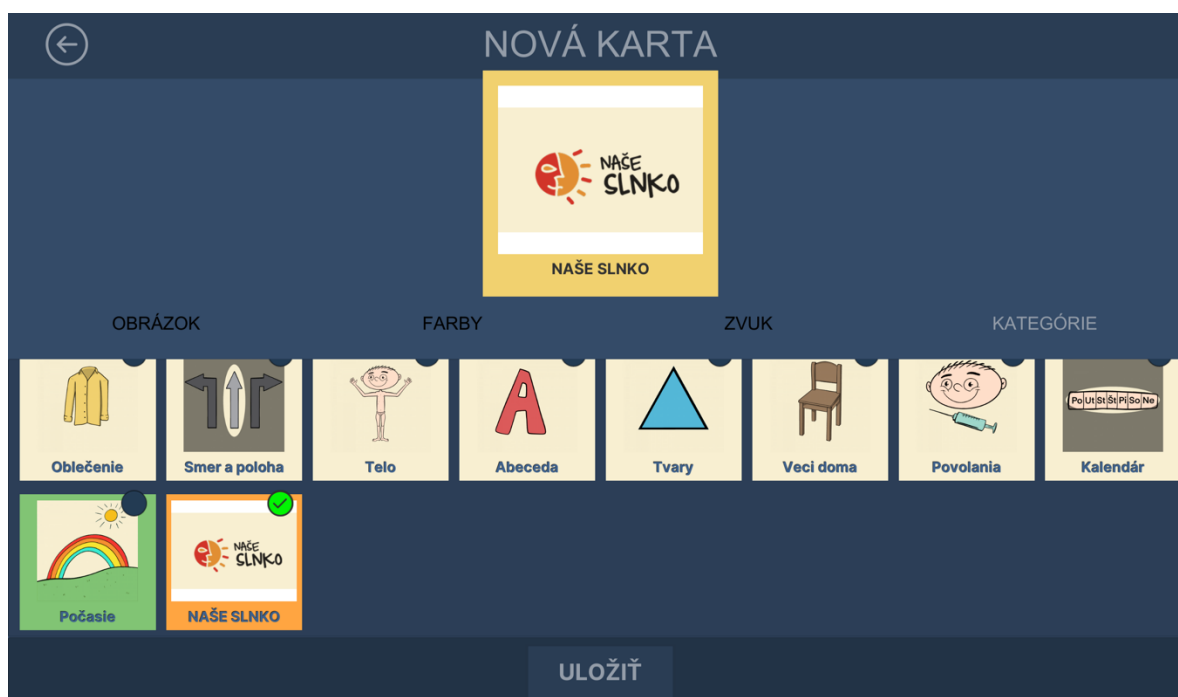 NOVÁ KARTA
NAŠE
SLNKO
NAŠE SLNKO
OBRÁZOK FARBY ZVUK KATEGÓRIE
A
Po Ut St Št Pi So Ne
Oblečenie Smer a poloha Telo Abeceda Tvary Veci doma Povolania Kalendár
NAŠE
SLNKO
Počasie NAŠE SLNKO
ULOŽIŤ